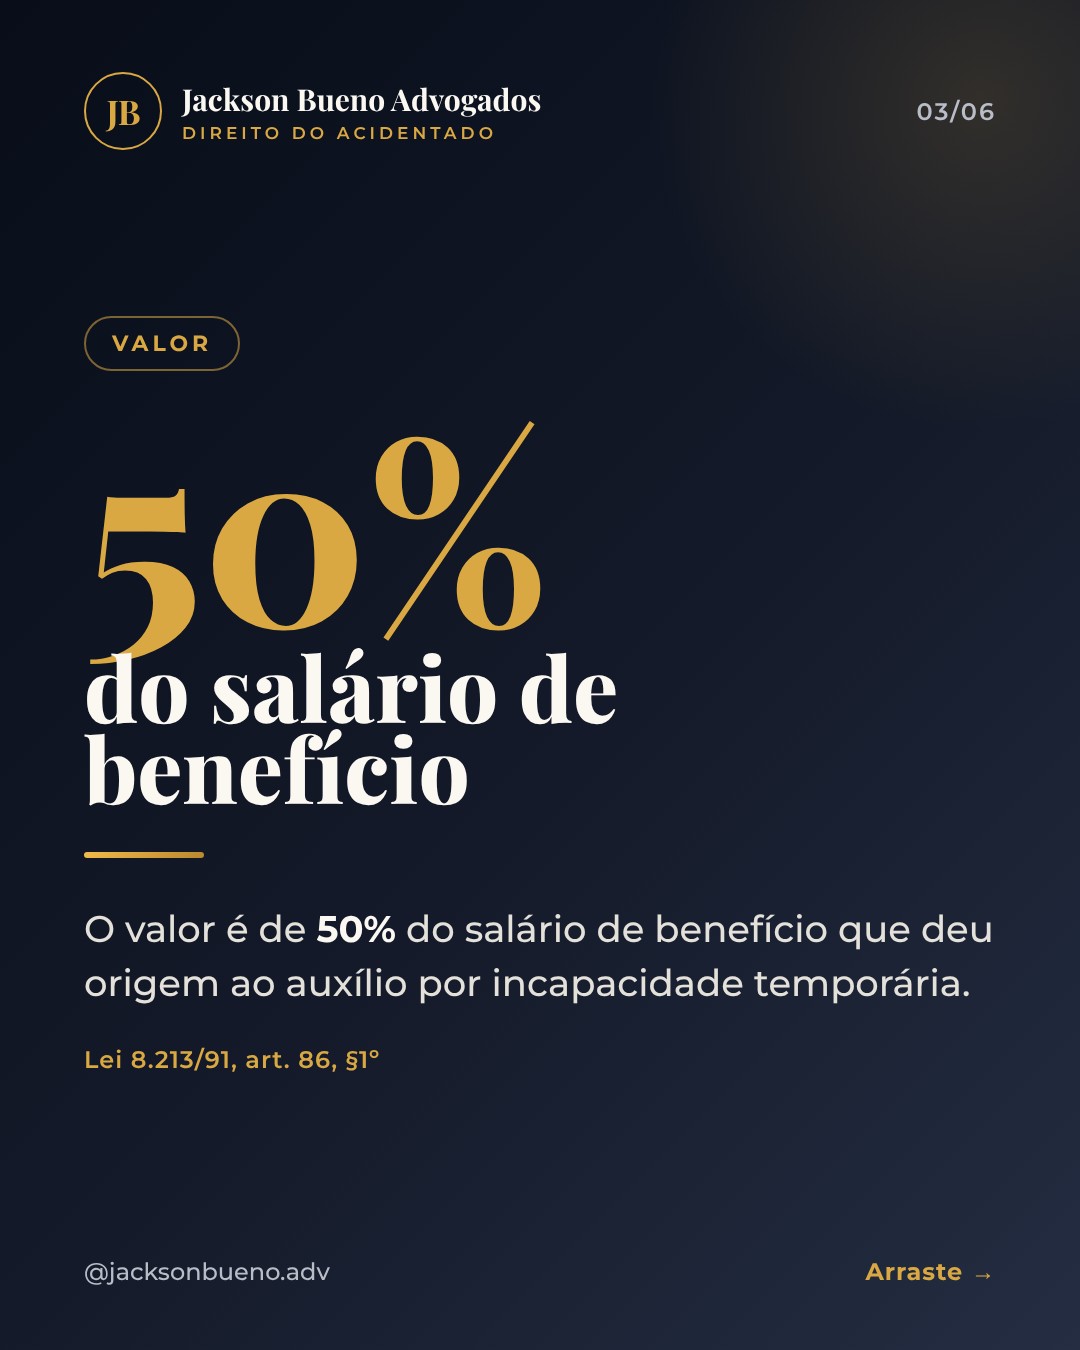 JB
Jackson Bueno Advogados
DIREITO DO ACIDENTADO
03/06
VALOR
50%
do salário de
benefício
O valor é de 50% do salário de benefício que deu
origem ao auxílio por incapacidade temporária.
Lei 8.213/91, art. 86, §1º
@jacksonbueno.adv
Arraste →